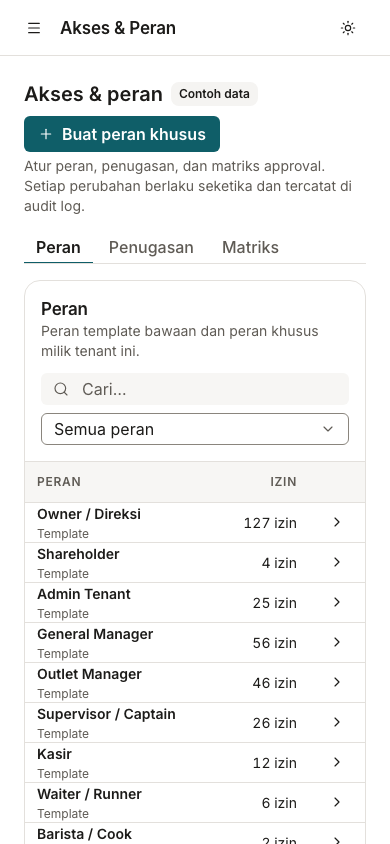 Akses & Peran
Akses & peran
Contoh data
Buat peran khusus
Atur peran, penugasan, dan matriks approval.
Setiap perubahan berlaku seketika dan tercatat di
audit log.
Peran Penugasan Matriks
Peran
Peran template bawaan dan peran khusus
milik tenant ini.
Cari...
Semua peran
PERAN IZIN
Owner / Direksi
127 izin
Template
Shareholder
4 izin
Template
Admin Tenant
25 izin
Template
General Manager
56 izin
Template
Outlet Manager
46 izin
Template
Supervisor / Captain
26 izin
Template
Kasir
12 izin
Template
Waiter / Runner
6 izin
Template
Barista / Cook
2 izin